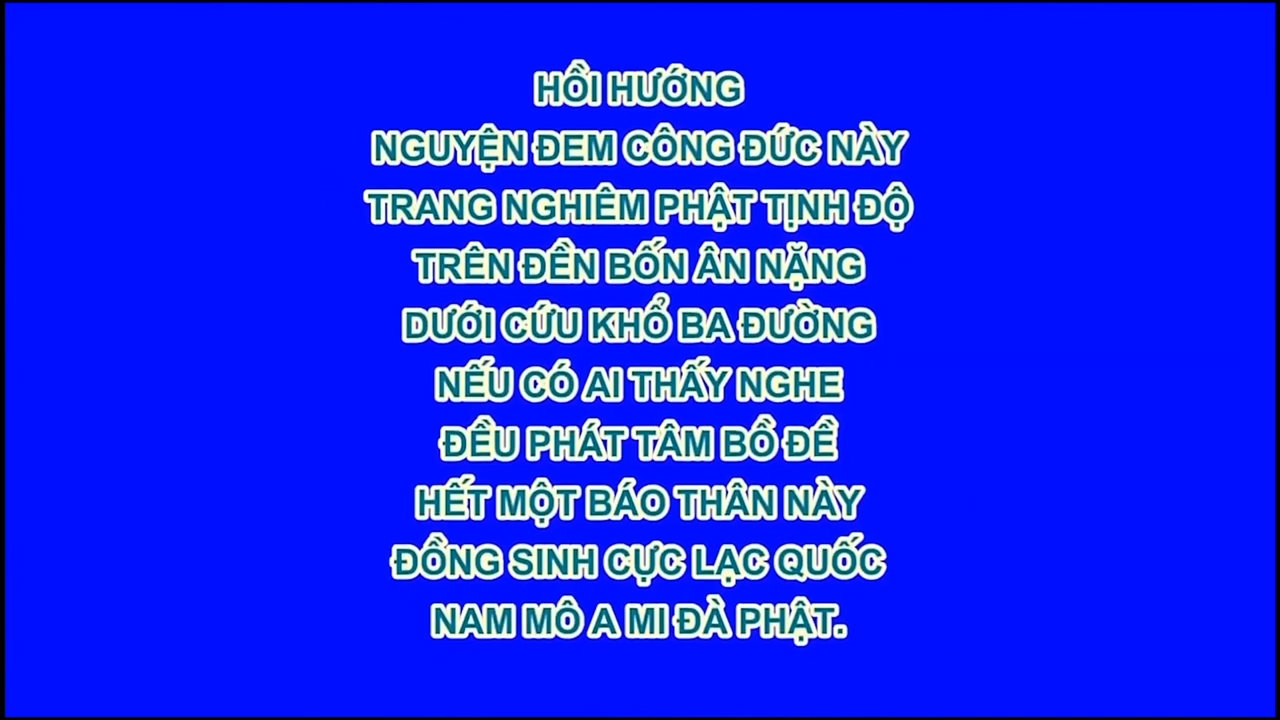 HỒI HƯỚNG
NGUYỆN ĐEM CÔNG ĐỨC NÀY
TRANG NGHIÊM PHẬT TỊNH ĐỘ
TRÊN ĐỀN BỐN ÂN NẶNG
DƯỚI CỨU KHỔ BA ĐƯỜNG
NẾU CÓ AI THẤY NGHE
ĐỀU PHÁT TÂM BỒ ĐỀ
HẾT MỘT BÁO THÂN NÀY
ĐỒNG SINH CỰC LẠC QUỐC
NAM MÔ A MI ĐÀ PHẬT.